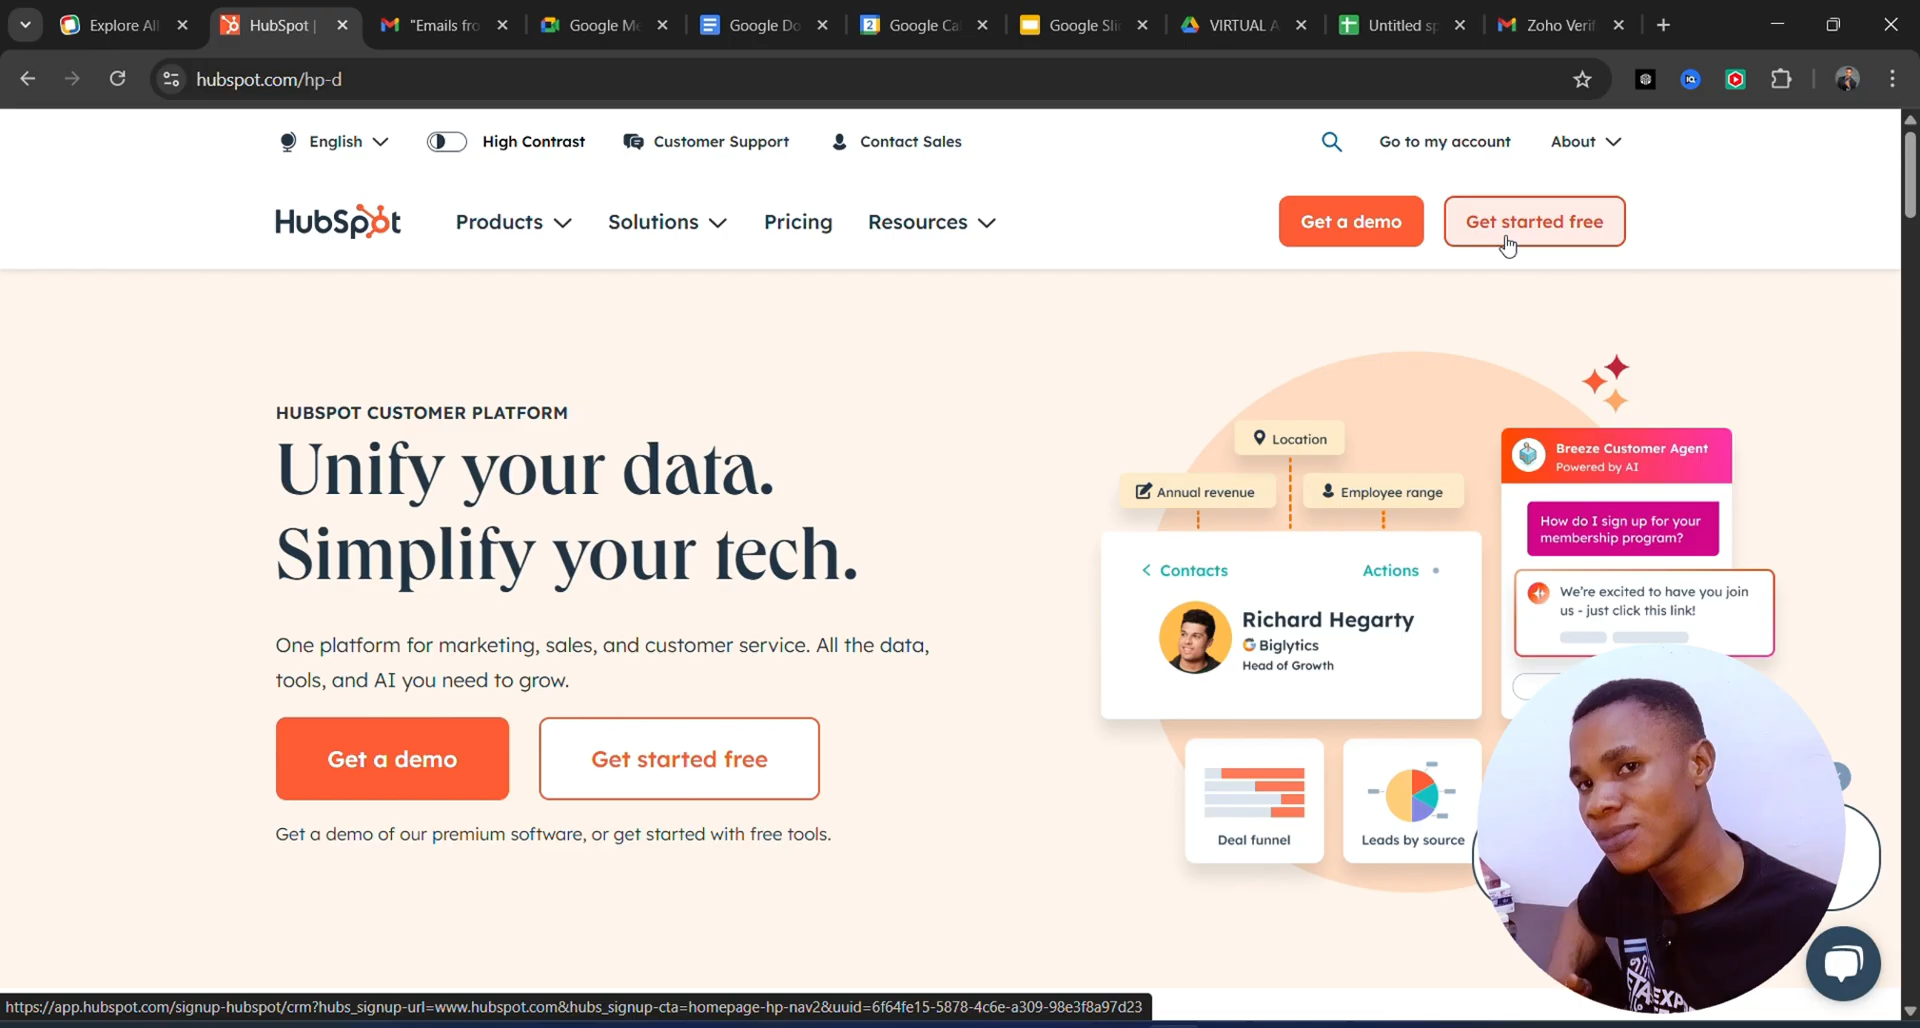 Explore All
HubSpot |
"Emails fro
Google Me
Google Do
Google Ca
Google Sli
VIRTUAL A
Untitled sp
Zoho Verif
hubspot.com/hp-d
English
High Contrast
Customer Support
Contact Sales
Go to my account
About
HubSpot
Products
Solutions
Pricing
Resources
Get a demo
Get started free
HUBSPOT CUSTOMER PLATFORM
Unify your data.
Simplify your tech.
One platform for marketing, sales, and customer service. All the data,
tools, and AI you need to grow.
Get a demo
Get started free
Get a demo of our premium software, or get started with free tools.
Location
Annual revenue
Employee range
Contacts
Actions
Richard Hegarty
Biglytics
Head of Growth
Deal funnel
Leads by source
Breeze Customer Agent
Powered by AI
How do I sign up for your
membership program?
We're excited to have you join
us - just click this link!
https://app.hubspot.com/signup-hubspot/crm?hubs_signup-url=www.hubspot.com&hubs_signup-cta=homepage-hp-nav2&uuid=6f64fe15-5878-4c6e-a309-98e3f8a97d23